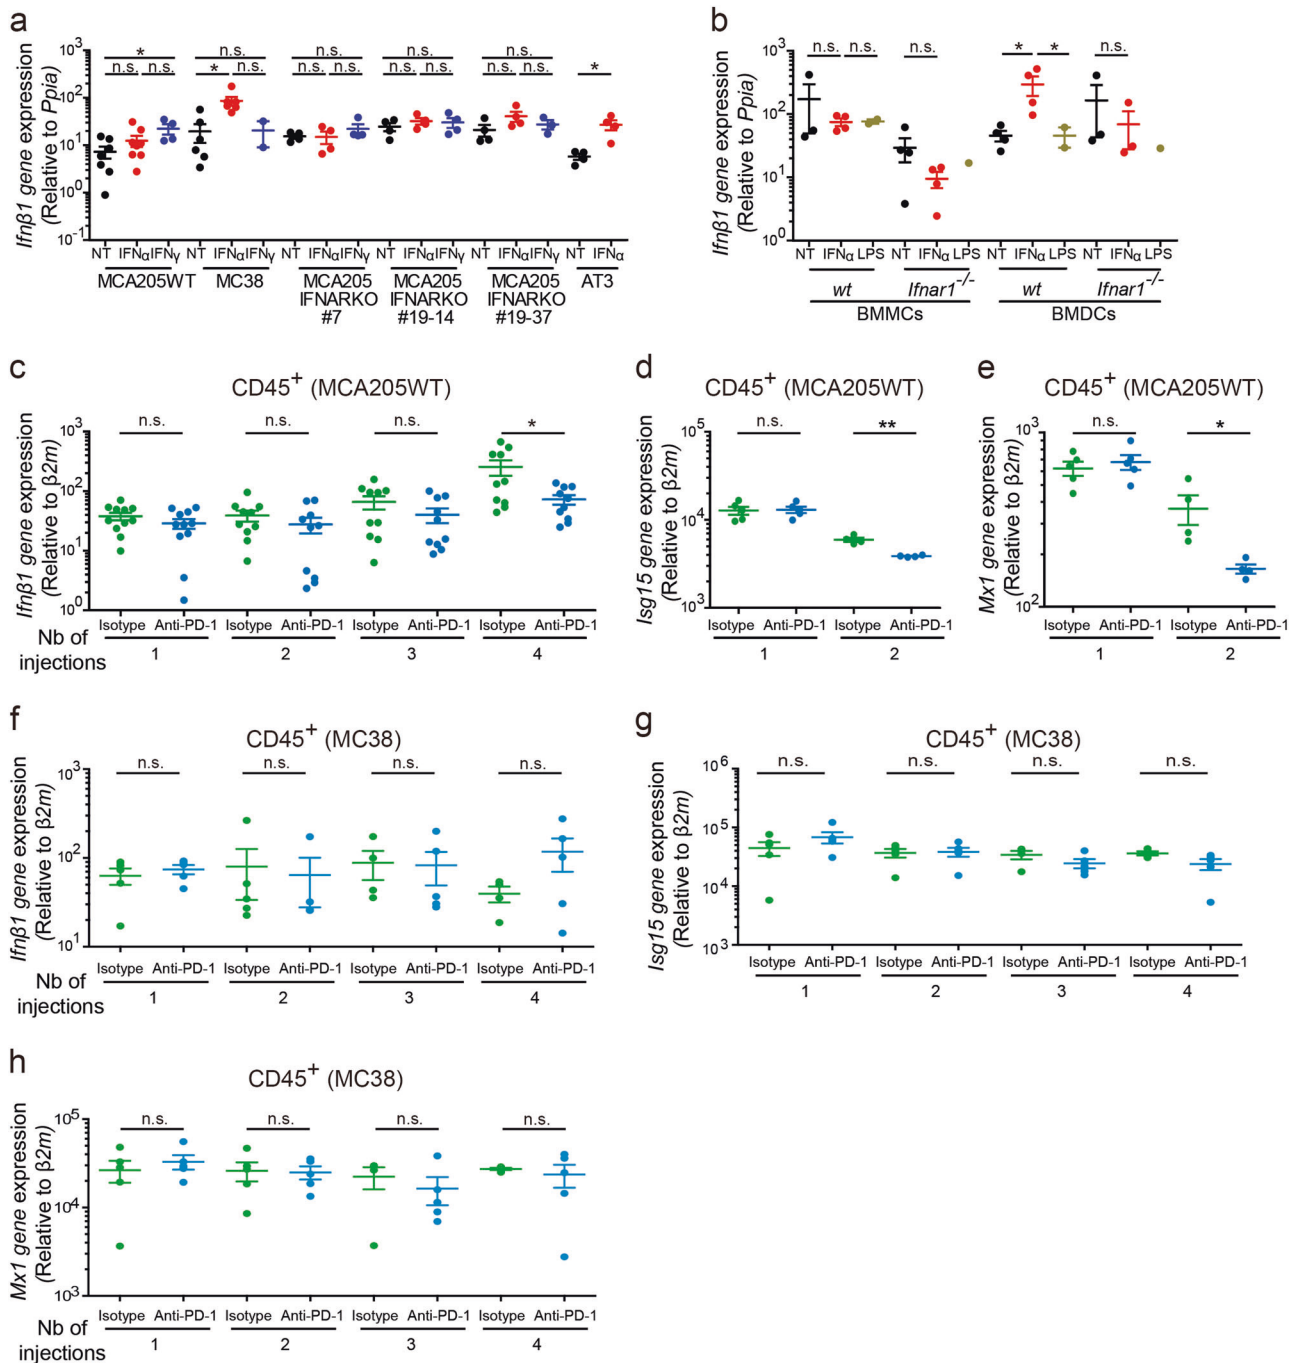 a
Ifnβ1 gene expression
(Relative to Ppia)
10³
10²
10¹
10⁰
10⁻¹
* n.s. n.s. n.s. n.s.
n.s. n.s. * n.s. n.s. n.s. n.s. n.s. n.s. n.s. *
NT IFNα IFNγ NT IFNα IFNγ NT IFNα IFNγ NT IFNα IFNγ NT IFNα IFNγ NT IFNα
MCA205WT MC38 MCA205 IFNARKO #7 MCA205 IFNARKO #19-14 MCA205 IFNARKO #19-37 AT3
b
Ifnβ1 gene expression
(Relative to Ppia)
10³
10²
10¹
10⁰
n.s. n.s. n.s. * * n.s.
NT IFNα LPS NT IFNα LPS NT IFNα LPS NT IFNα LPS
wt Ifnar1⁻/⁻ wt Ifnar1⁻/⁻
BMMCs BMDCs
c
CD45⁺ (MCA205WT)
Ifnβ1 gene expression
(Relative to β2m)
10³
10²
10¹
10⁰
n.s. n.s. n.s. *
Isotype Anti-PD-1 Isotype Anti-PD-1 Isotype Anti-PD-1 Isotype Anti-PD-1
Nb of
injections
1 2 3 4
d
CD45⁺ (MCA205WT)
Isg15 gene expression
(Relative to β2m)
10⁵
10⁴
10³
n.s. **
Isotype Anti-PD-1 Isotype Anti-PD-1
1 2
e
CD45⁺ (MCA205WT)
Mx1 gene expression
(Relative to β2m)
10³
10²
n.s. *
Isotype Anti-PD-1 Isotype Anti-PD-1
1 2
f
CD45⁺ (MC38)
Ifnβ1 gene expression
(Relative to β2m)
10³
10²
10¹
n.s. n.s. n.s. n.s.
Isotype Anti-PD-1 Isotype Anti-PD-1 Isotype Anti-PD-1 Isotype Anti-PD-1
Nb of
injections
1 2 3 4
g
CD45⁺ (MC38)
Isg15 gene expression
(Relative to β2m)
10⁶
10⁵
10⁴
10³
n.s. n.s. n.s. n.s.
Isotype Anti-PD-1 Isotype Anti-PD-1 Isotype Anti-PD-1 Isotype Anti-PD-1
1 2 3 4
h
CD45⁺ (MC38)
Mx1 gene expression
(Relative to β2m)
10⁵
10⁴
10³
n.s. n.s. n.s. n.s.
Isotype Anti-PD-1 Isotype Anti-PD-1 Isotype Anti-PD-1 Isotype Anti-PD-1
Nb of
injections
1 2 3 4